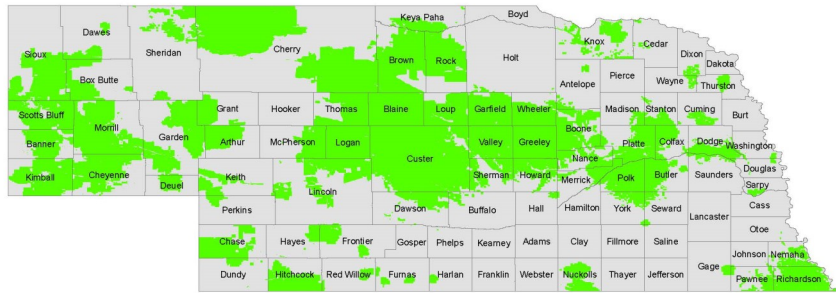 Boyd
Keya Paha
Dawes
Knox
Cedar
Sioux
Sheridan
Cherry
Holt
Dixon
Brown
Rock
Dakota
Pierce
Wayne
Box Butte
Antelope
Thurston
Scotts Bluff
Grant
Hooker
Thomas
Blaine
Loup
Garfield
Wheeler
Madison
Stanton
Cuming
Burt
Morrill
Garden
Boone
Banner
Arthur
McPherson
Logan
Valley
Greeley
Platte
Colfax
Dodge
Washington
Custer
Nance
Kimball
Cheyenne
Deuel
Keith
Sherman
Howard
Merrick
Polk
Butler
Saunders
Douglas
Lincoln
Sarpy
Perkins
Dawson
Buffalo
Hall
Hamilton
York
Seward
Lancaster
Cass
Otoe
Chase
Hayes
Frontier
Gosper
Phelps
Kearney
Adams
Clay
Fillmore
Saline
Johnson
Nemaha
Gage
Dundy
Hitchcock
Red Willow
Furnas
Harlan
Franklin
Webster
Nuckolls
Thayer
Jefferson
Pawnee
Richardson